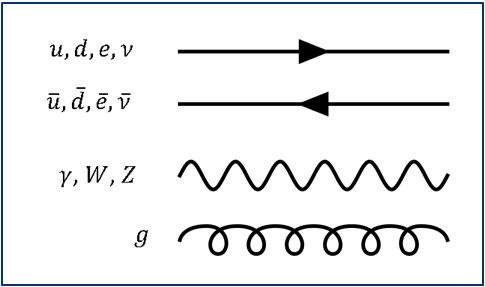 u, d, e, ν
ū, d̄, ē, ν̄
γ, W, Z
g